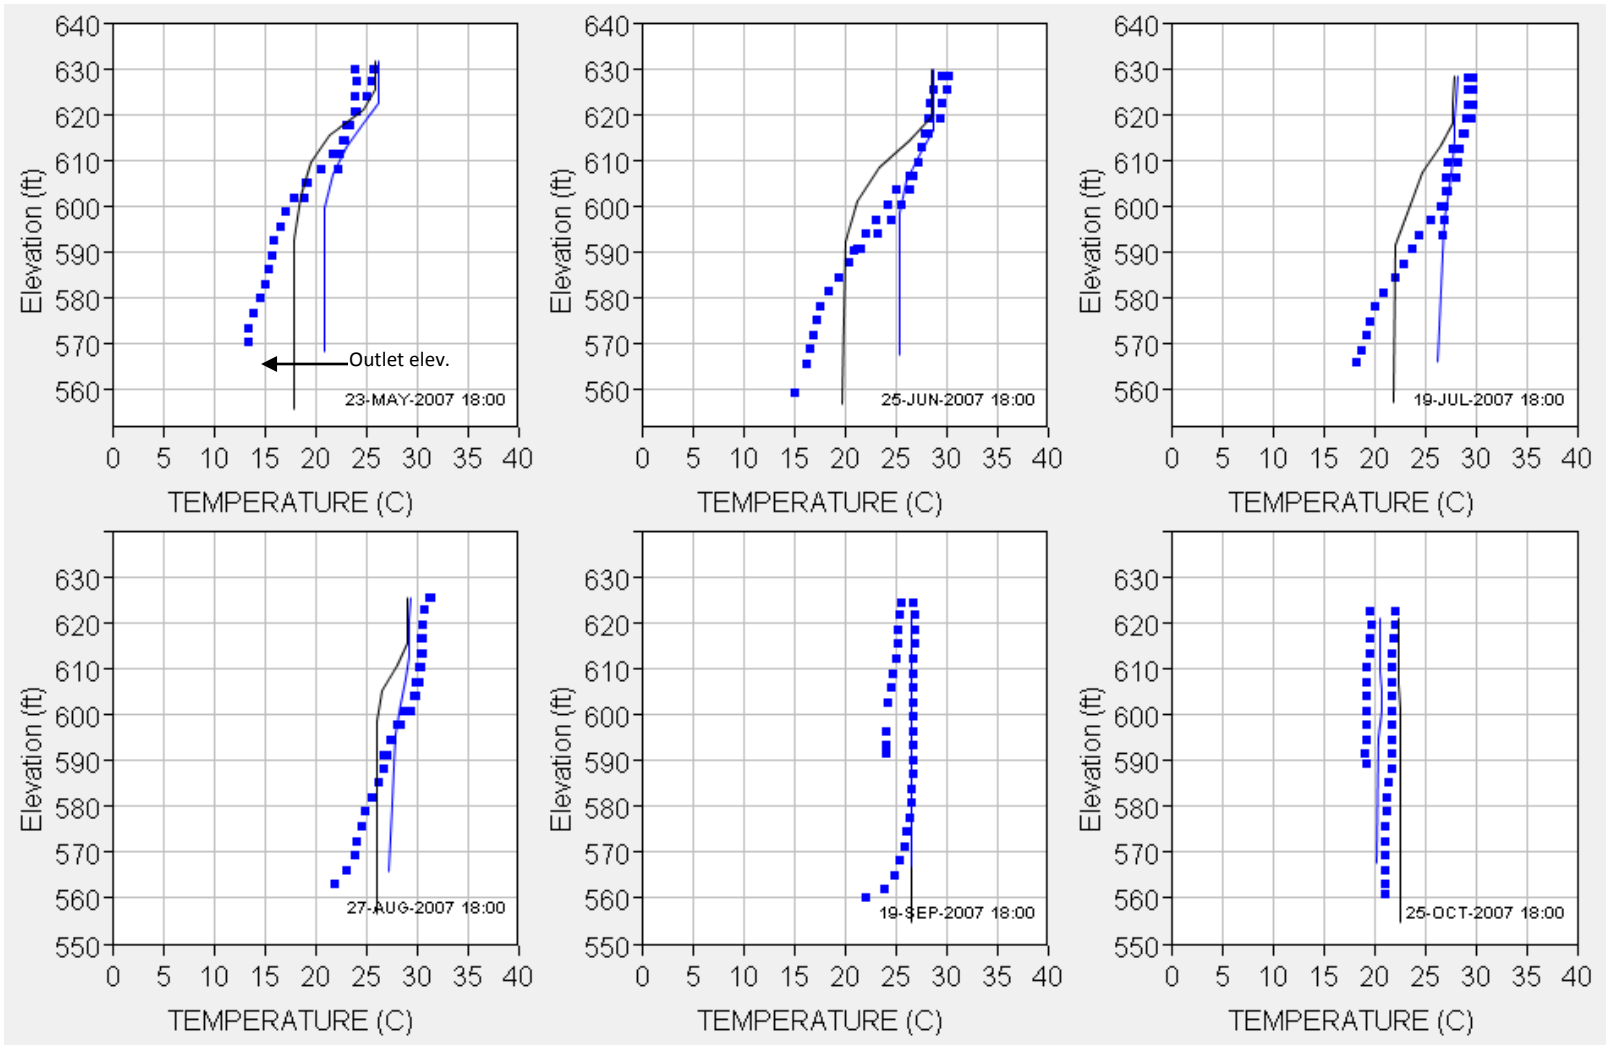 640
630
620
610
600
590
580
570
560
Elevation (ft)
Outlet elev.
23-MAY-2007 18:00
0 5 10 15 20 25 30 35 40
TEMPERATURE (C)
640
630
620
610
600
590
580
570
560
Elevation (ft)
25-JUN-2007 18:00
0 5 10 15 20 25 30 35 40
TEMPERATURE (C)
640
630
620
610
600
590
580
570
560
Elevation (ft)
19-JUL-2007 18:00
0 5 10 15 20 25 30 35 40
TEMPERATURE (C)
630
620
610
600
590
580
570
560
550
Elevation (ft)
27-AUG-2007 18:00
0 5 10 15 20 25 30 35 40
TEMPERATURE (C)
630
620
610
600
590
580
570
560
550
Elevation (ft)
19-SEP-2007 18:00
0 5 10 15 20 25 30 35 40
TEMPERATURE (C)
630
620
610
600
590
580
570
560
550
Elevation (ft)
25-OCT-2007 18:00
0 5 10 15 20 25 30 35 40
TEMPERATURE (C)